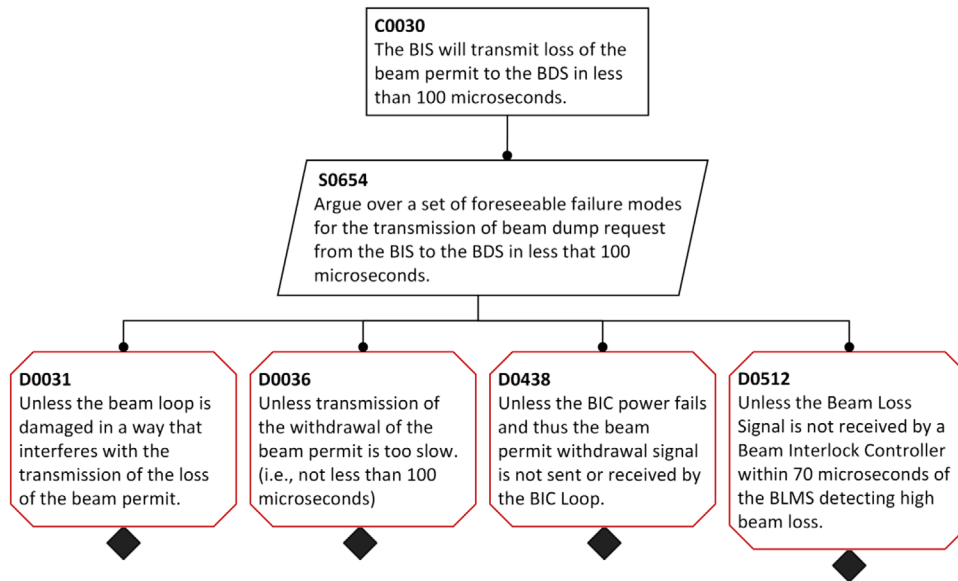 C0030
The BIS will transmit loss of the
beam permit to the BDS in less
than 100 microseconds.
S0654
Argue over a set of foreseeable failure modes
for the transmission of beam dump request
from the BIS to the BDS in less that 100
microseconds.
D0031
Unless the beam loop is
damaged in a way that
interferes with the
transmission of the loss
of the beam permit.
D0036
Unless transmission of
the withdrawal of the
beam permit is too slow.
(i.e., not less than 100
microseconds)
D0438
Unless the BIC power fails
and thus the beam
permit withdrawal signal
is not sent or received by
the BIC Loop.
D0512
Unless the Beam Loss
Signal is not received by a
Beam Interlock Controller
within 70 microseconds of
the BLMS detecting high
beam loss.